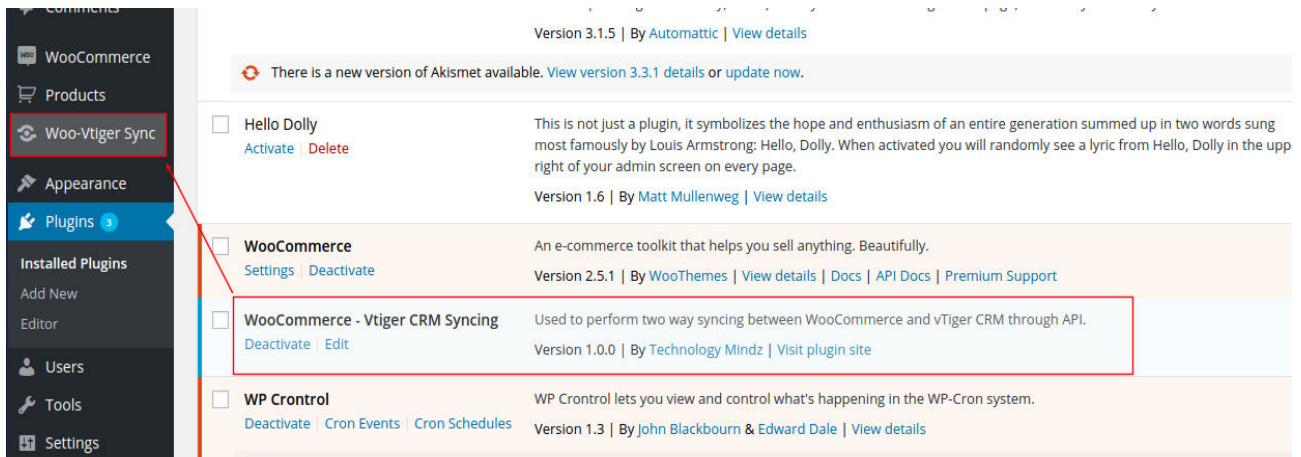 Comments
WooCommerce
Products
Woo-Vtiger Sync
Appearance
Plugins 3
Installed Plugins
Add New
Editor
Users
Tools
Settings
Version 3.1.5 | By Automattic | View details
There is a new version of Akismet available. View version 3.3.1 details or update now.
Hello Dolly
Activate | Delete
This is not just a plugin, it symbolizes the hope and enthusiasm of an entire generation summed up in two words sung
most famously by Louis Armstrong: Hello, Dolly. When activated you will randomly see a lyric from Hello, Dolly in the upp
right of your admin screen on every page.
Version 1.6 | By Matt Mullenweg | View details
WooCommerce
Settings | Deactivate
An e-commerce toolkit that helps you sell anything. Beautifully.
Version 2.5.1 | By WooThemes | View details | Docs | API Docs | Premium Support
WooCommerce - Vtiger CRM Syncing
Deactivate | Edit
Used to perform two way syncing between WooCommerce and vTiger CRM through API.
Version 1.0.0 | By Technology Mindz | Visit plugin site
WP Crontrol
Deactivate | Cron Events | Cron Schedules
WP Crontrol lets you view and control what's happening in the WP-Cron system.
Version 1.3 | By John Blackbourn & Edward Dale | View details